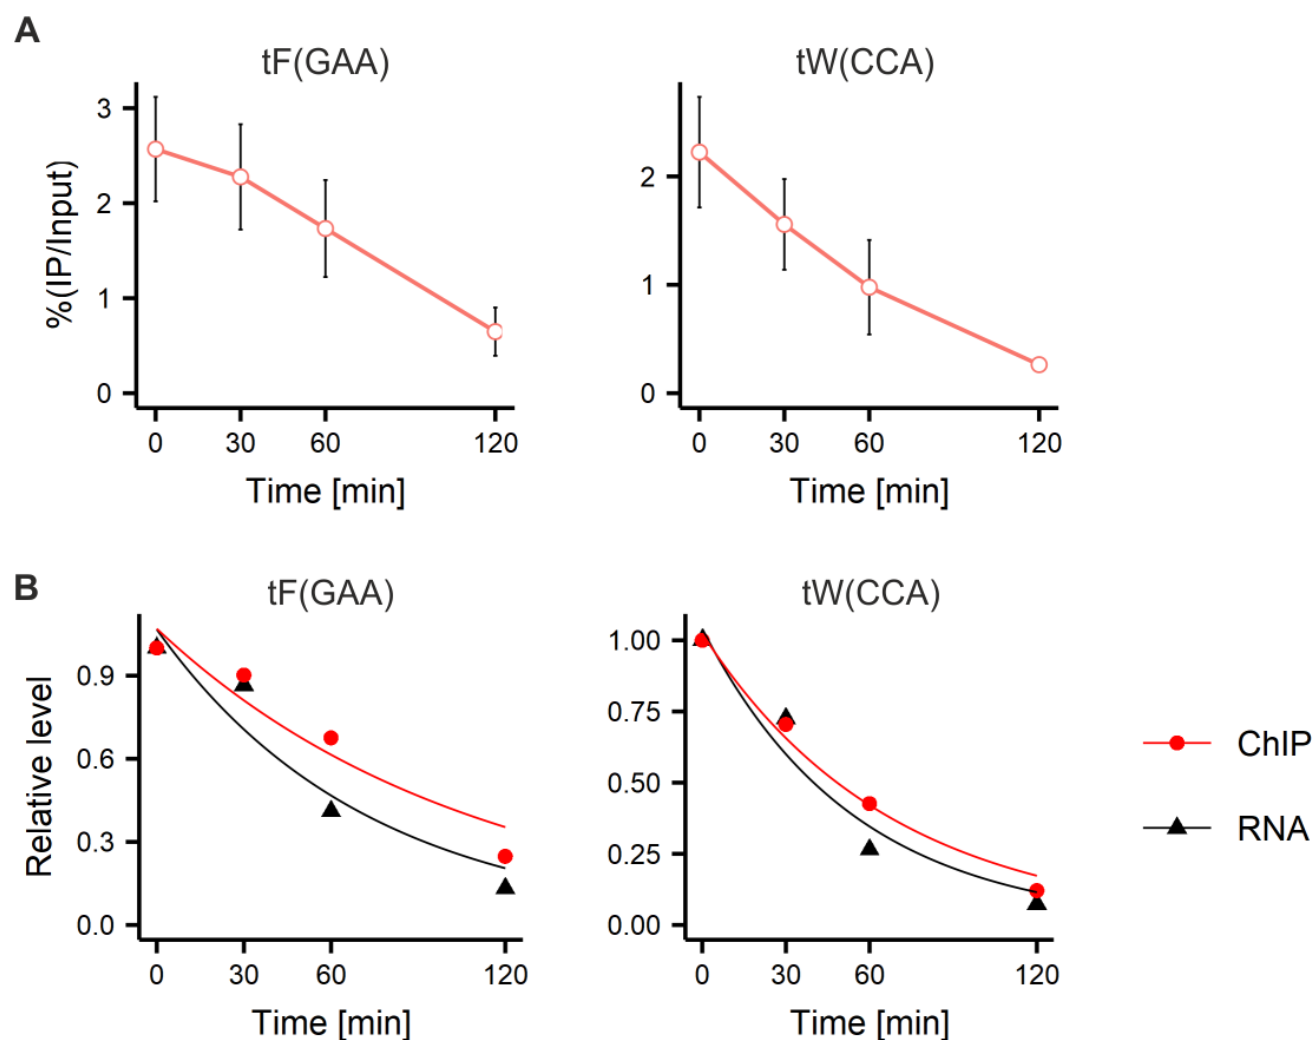 A
tF(GAA)
tW(CCA)
%(IP/Input)
3
2
1
0
0 30 60 120
Time [min]
2
1
0
0 30 60 120
Time [min]
B
tF(GAA)
tW(CCA)
Relative level
0.9
0.6
0.3
0.0
0 30 60 120
Time [min]
1.00
0.75
0.50
0.25
0.00
0 30 60 120
Time [min]
ChIP
RNA